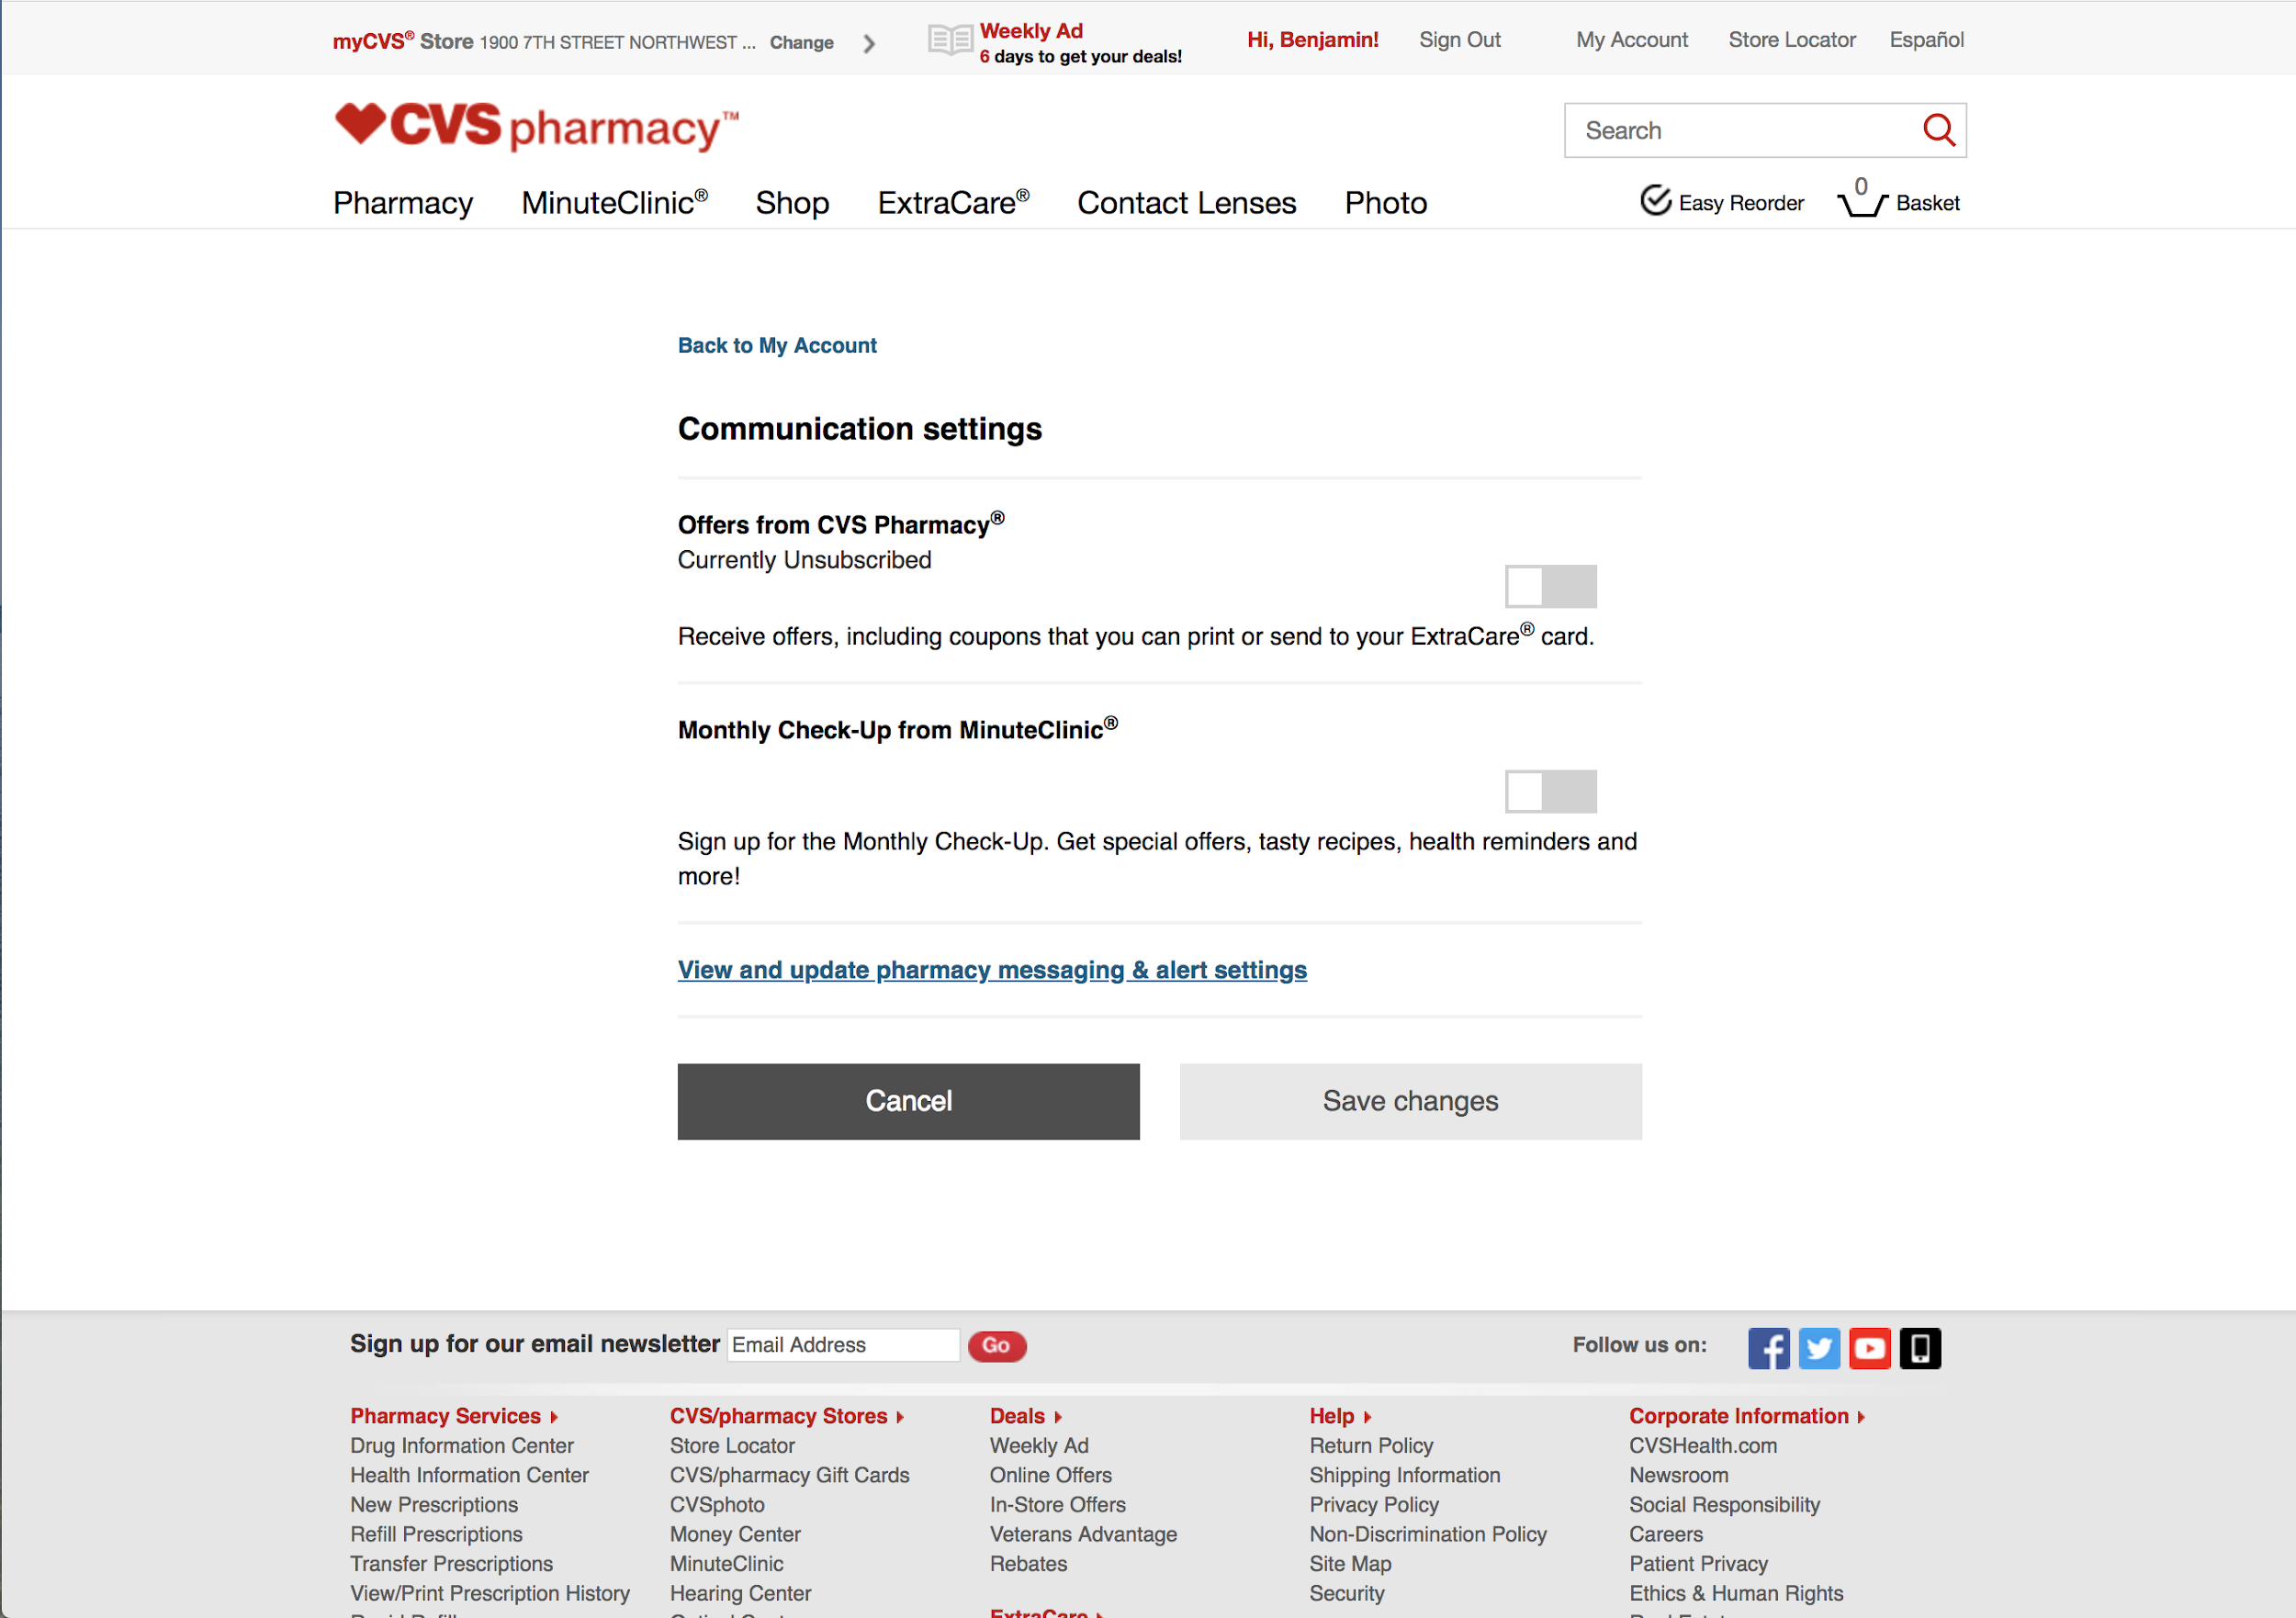 myCVS® Store 1900 7TH STREET NORTHWEST ... Change
Weekly Ad
6 days to get your deals!
Hi, Benjamin! Sign Out My Account Store Locator Español
CVS pharmacy™
Search
Pharmacy MinuteClinic® Shop ExtraCare® Contact Lenses Photo
Easy Reorder 0 Basket
Back to My Account
Communication settings
Offers from CVS Pharmacy®
Currently Unsubscribed
Receive offers, including coupons that you can print or send to your ExtraCare® card.
Monthly Check-Up from MinuteClinic®
Sign up for the Monthly Check-Up. Get special offers, tasty recipes, health reminders and
more!
View and update pharmacy messaging & alert settings
Cancel Save changes
Sign up for our email newsletter Email Address Go
Follow us on:
Pharmacy Services
Drug Information Center
Health Information Center
New Prescriptions
Refill Prescriptions
Transfer Prescriptions
View/Print Prescription History
CVS/pharmacy Stores
Store Locator
CVS/pharmacy Gift Cards
CVSphoto
Money Center
MinuteClinic
Hearing Center
Deals
Weekly Ad
Online Offers
In-Store Offers
Veterans Advantage
Rebates
ExtraCare
Help
Return Policy
Shipping Information
Privacy Policy
Non-Discrimination Policy
Site Map
Security
Corporate Information
CVSHealth.com
Newsroom
Social Responsibility
Careers
Patient Privacy
Ethics & Human Rights